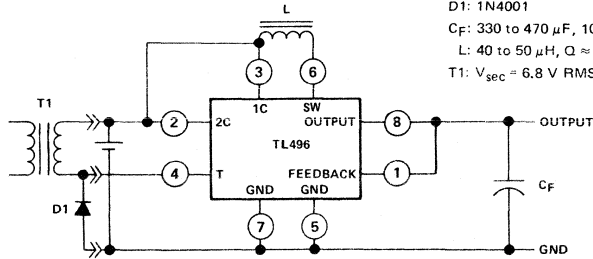 D1: 1N4001
CF: 330 to 470 µF, 10
L: 40 to 50 µH, Q ≈
T1: Vsec = 6.8 V RMS
L
3 6
T1
1C SW
2 2C OUTPUT 8 OUTPUT
TL496
4 T FEEDBACK 1
CF
D1
GND GND
7 5
GND